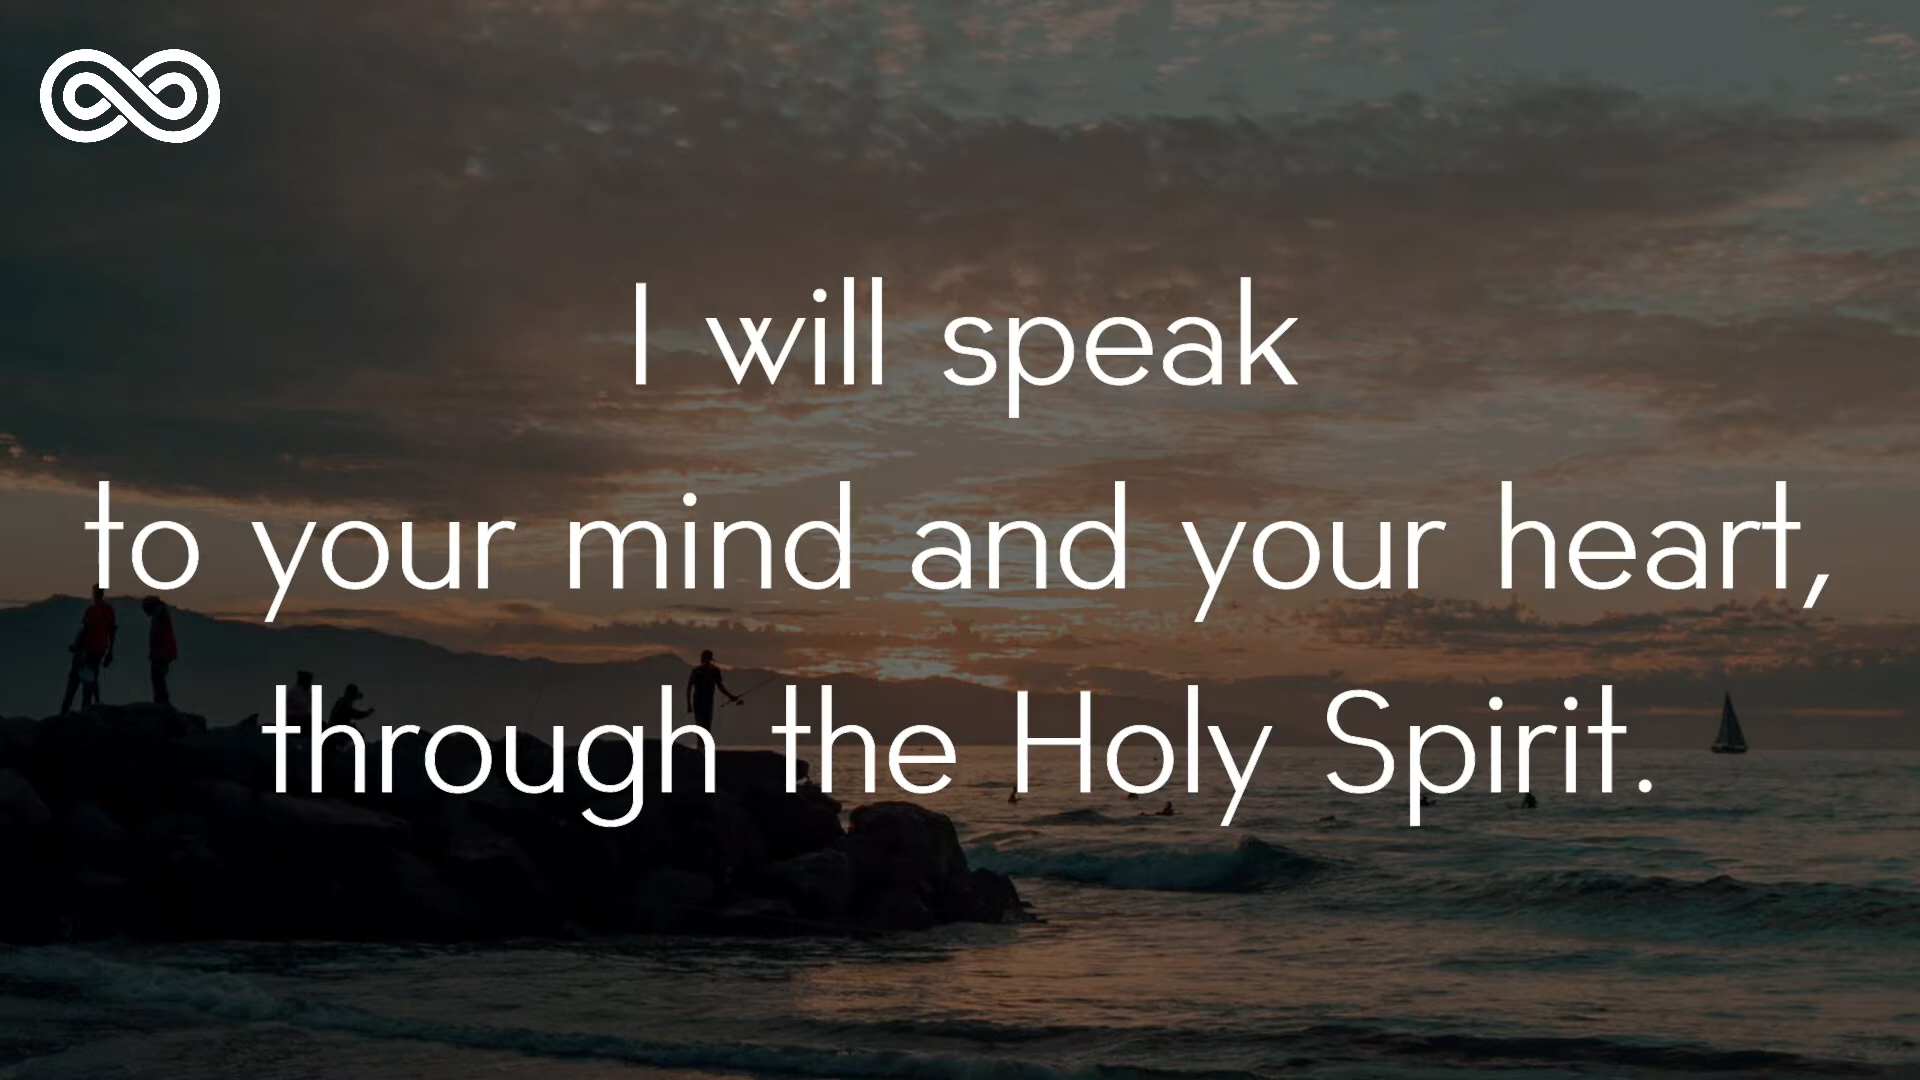 I will speak
to your mind and your heart,
through the Holy Spirit.